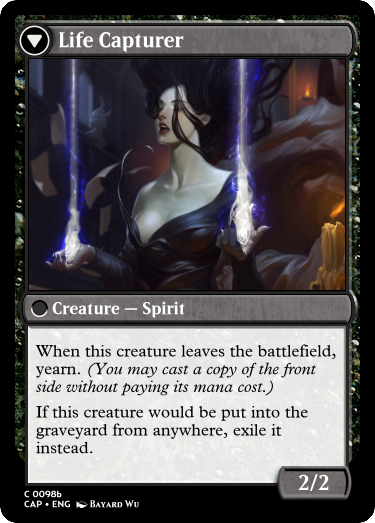 Life Capturer
Creature — Spirit
When this creature leaves the battlefield,
yearn. (You may cast a copy of the front
side without paying its mana cost.)
If this creature would be put into the
graveyard from anywhere, exile it
instead.
2/2
C 0098b
CAP • ENG Bayard Wu